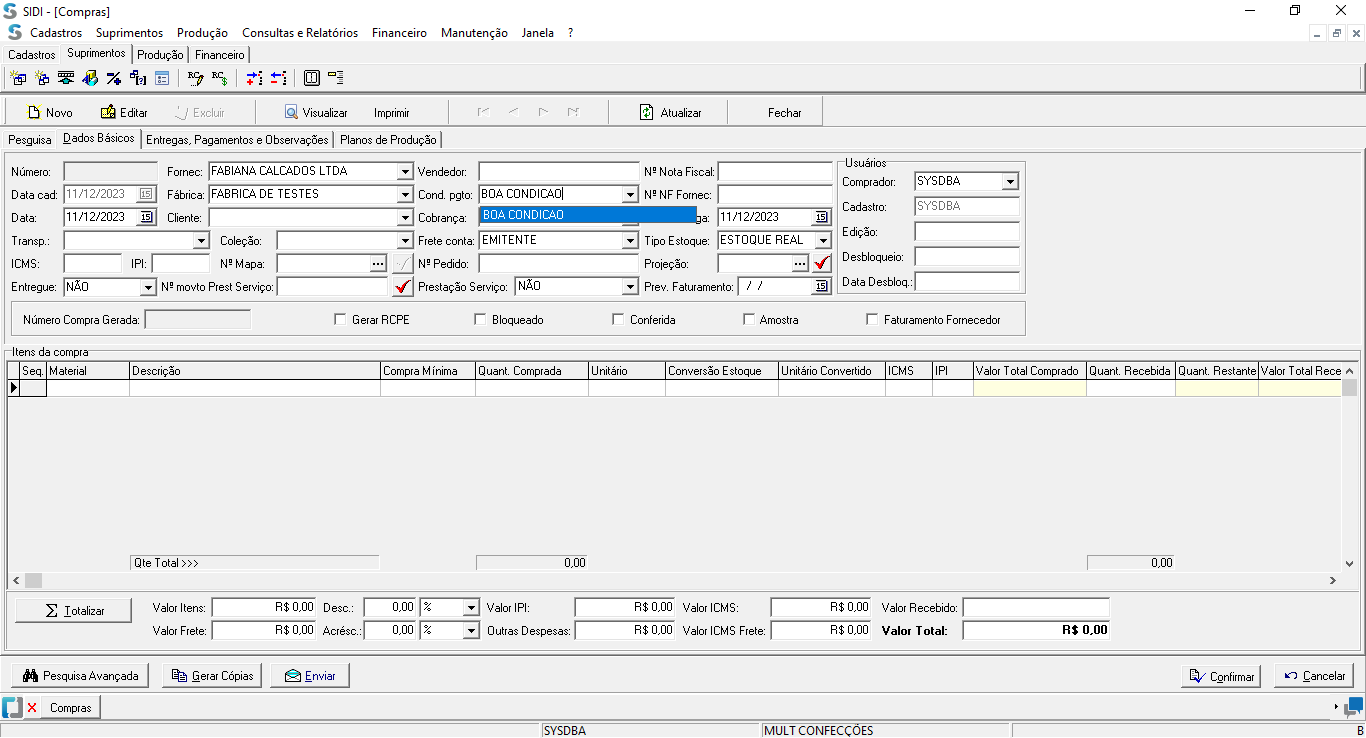 SIDI - [Compras]
Cadastros Suprimentos Produção Consultas e Relatórios Financeiro Manutenção Janela ?
Cadastros Suprimentos Produção Financeiro
Novo Editar Excluir Visualizar Imprimir Atualizar Fechar
Pesquisa Dados Básicos Entregas, Pagamentos e Observações Planos de Produção
Número: Fornec: FABIANA CALCADOS LTDA Vendedor: Nº Nota Fiscal: Usuários
Comprador: SYSDBA
Data cad: 11/12/2023 15 Fábrica: FABRICA DE TESTES Cond. pgto: BOA CONDICAO Nº NF Fornec:
Cadastro: SYSDBA
Data: 11/12/2023 15 Cliente: Cobrança: BOA CONDICAO ga: 11/12/2023 15
Edição:
Transp.: Coleção: Frete conta: EMITENTE Tipo Estoque: ESTOQUE REAL
Desbloqueio:
ICMS: IPI: Nº Mapa: Nº Pedido: Projeção:
Data Desbloq.:
Entregue: NÃO Nº movto Prest Serviço: Prestação Serviço: NÃO Prev. Faturamento: / / 15
Número Compra Gerada: Gerar RCPE Bloqueado Conferida Amostra Faturamento Fornecedor
Itens da compra
Seq. Material Descrição Compra Mínima Quant. Comprada Unitário Conversão Estoque Unitário Convertido ICMS IPI Valor Total Comprado Quant. Recebida Quant. Restante Valor Total Rece
Qte Total >>> 0,00 0,00
Totalizar Valor Itens: R$ 0,00 Desc.: 0,00 % Valor IPI: R$ 0,00 Valor ICMS: R$ 0,00 Valor Recebido:
Valor Frete: R$ 0,00 Acrésc.: 0,00 % Outras Despesas: R$ 0,00 Valor ICMS Frete: R$ 0,00 Valor Total: R$ 0,00
Pesquisa Avançada Gerar Cópias Enviar Confirmar Cancelar
Compras
SYSDBA MULT CONFECÇÕES B